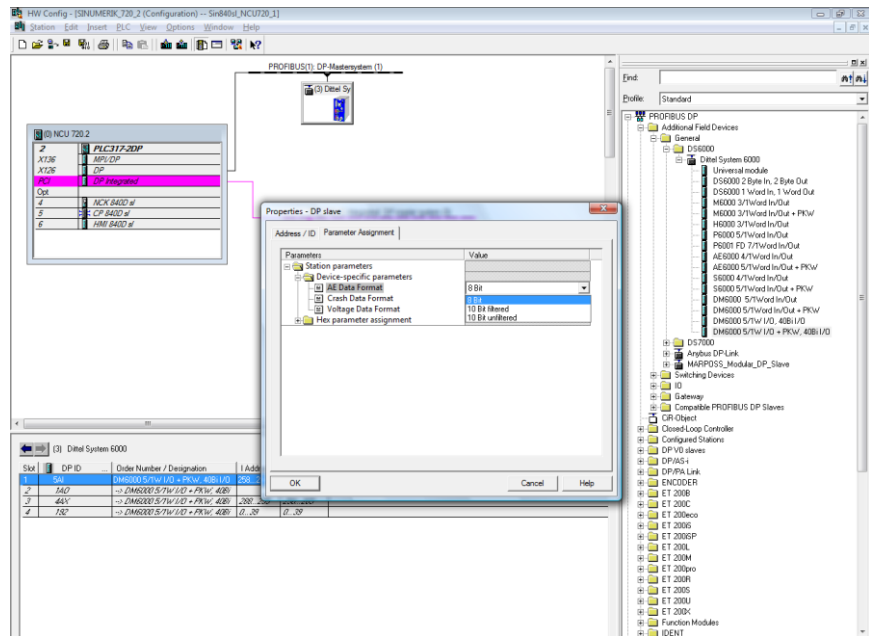 HW Config - [SINUMERIK_720_2 (Configuration) -- Sin840sl_NCU720_1]
Station Edit Insert PLC View Options Window Help
PROFIBUS(1): DP-Mastersystem (1)
(3) Dittel Sy
(0) NCU 720.2
2 PLC317-2DP
X136 MPI/DP
X126 DP
PCI DP integrated
Opt
4 NCK 840D sl
5 CP 840D sl
6 HMI 840D sl
Properties - DP slave
Address / ID Parameter Assignment
Parameters Value
Station parameters
Device-specific parameters
AE Data Format 8 Bit
Crash Data Format 8 Bit
Voltage Data Format 10 Bit filtered
Hex parameter assignment 10 Bit unfiltered
OK Cancel Help
(3) Dittel System 6000
Slot DP ID ... Order Number / Designation I Addr
1 5AI DM6000 5/1W I/O + PKW, 40Bi I/O 258...2
2 1AO --> DM6000 5/1W I/O + PKW, 40Bi
3 4AX --> DM6000 5/1W I/O + PKW, 40Bi
4 192 --> DM6000 5/1W I/O + PKW, 40Bi 0...39 0...39
Find:
Profile: Standard
PROFIBUS DP
Additional Field Devices
General
DS6000
Dittel System 6000
Universal module
DS6000 2 Byte In, 2 Byte Out
DS6000 1 Word In, 1 Word Out
M6000 3/1Word In/Out
M6000 3/1Word In/Out + PKW
H6000 3/1Word In/Out
P6000 5/1Word In/Out
P6001 FD 7/1Word In/Out
AE6000 4/1Word In/Out
AE6000 5/1Word In/Out + PKW
S6000 4/1Word In/Out
S6000 5/1Word In/Out + PKW
DM6000 5/1Word In/Out
DM6000 5/1Word In/Out + PKW
DM6000 5/1W I/O, 40Bi I/O
DM6000 5/1W I/O + PKW, 40Bi I/O
DS7000
Anybus DP-Link
MARPOSS_Modular_DP_Slave
Switching Devices
IO
Gateway
Compatible PROFIBUS DP Slaves
CiR-Object
Closed-Loop Controller
Configured Stations
DP V0 slaves
DP/AS-i
DP/PA Link
ENCODER
ET 200B
ET 200C
ET 200eco
ET 200iS
ET 200iSP
ET 200L
ET 200M
ET 200pro
ET 200R
ET 200S
ET 200U
ET 200X
Function Modules
IDENT